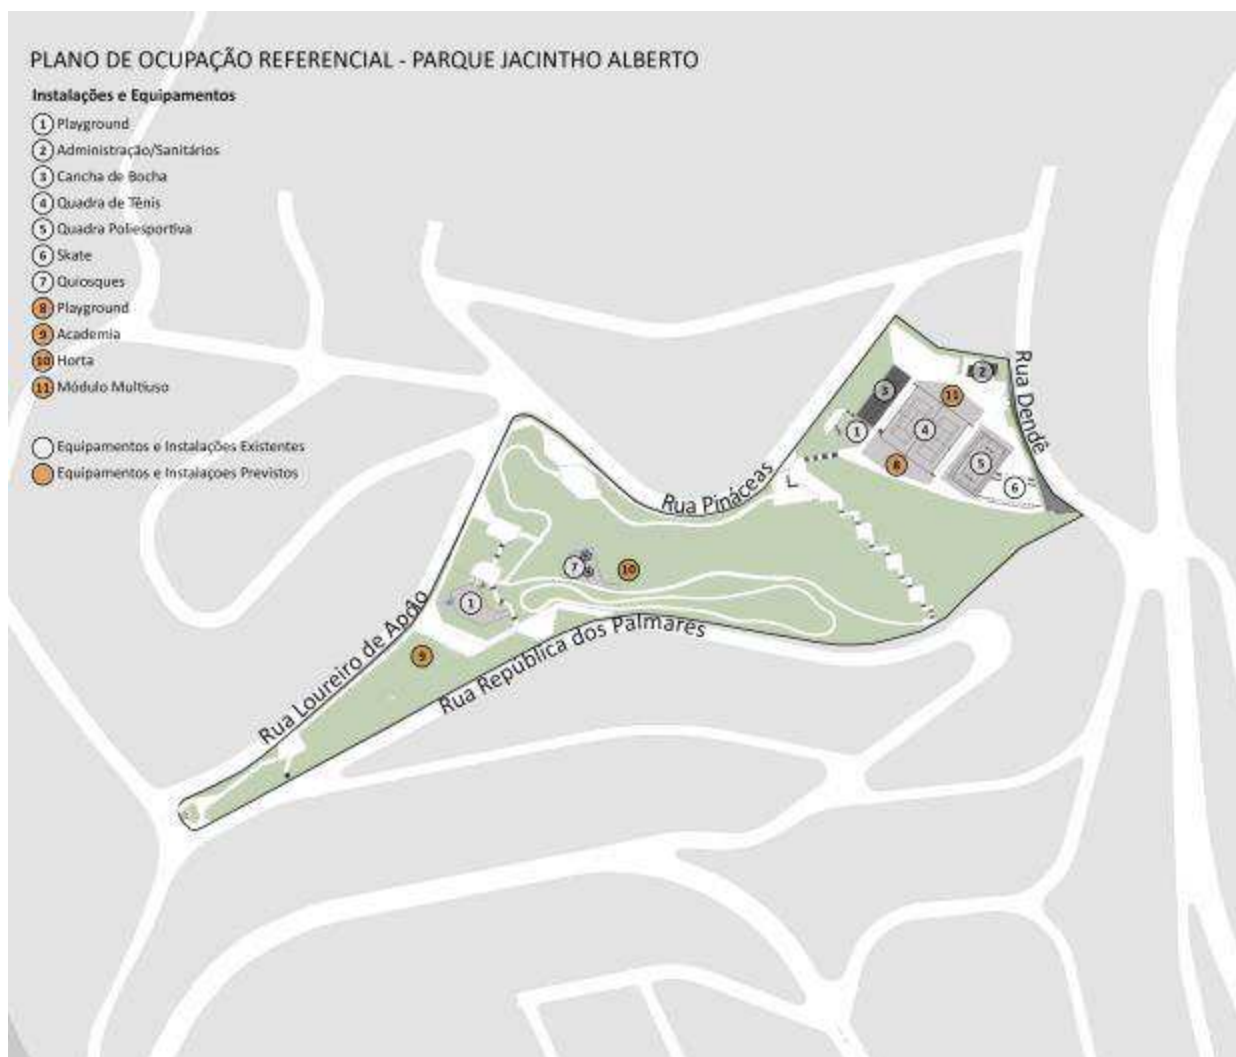 PLANO DE OCUPAÇÃO REFERENCIAL - PARQUE JACINTHO ALBERTO
Instalações e Equipamentos
1 Playground
2 Administração/Sanitários
3 Cancha de Bocha
4 Quadra de Tênis
5 Quadra Poliesportiva
6 Skate
7 Quiosques
8 Playground
9 Academia
10 Horta
11 Módulo Multiuso
Equipamentos e Instalações Existentes
Equipamentos e Instalaçoes Previstos
2
3
11
1
4
8
5
6
Rua Dendê
Rua Pináceas
7
10
1
9
Rua Loureiro de Apolo
Rua República dos Palmares